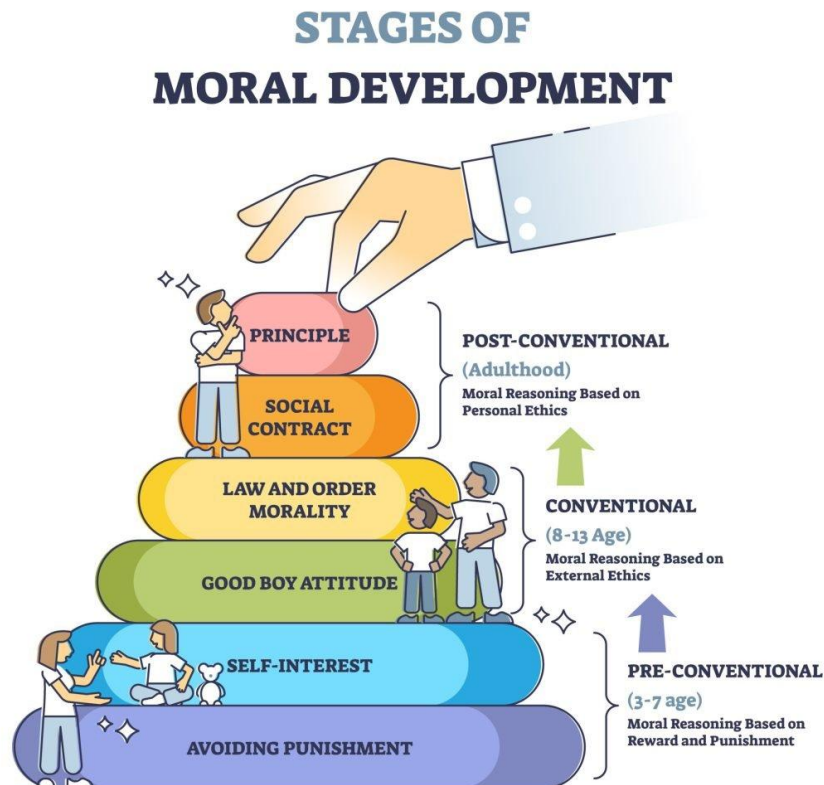 STAGES OF
MORAL DEVELOPMENT
PRINCIPLE
SOCIAL
CONTRACT
POST-CONVENTIONAL
(Adulthood)
Moral Reasoning Based on
Personal Ethics
LAW AND ORDER
MORALITY
GOOD BOY ATTITUDE
CONVENTIONAL
(8-13 Age)
Moral Reasoning Based on
External Ethics
SELF-INTEREST
AVOIDING PUNISHMENT
PRE-CONVENTIONAL
(3-7 age)
Moral Reasoning Based on
Reward and Punishment